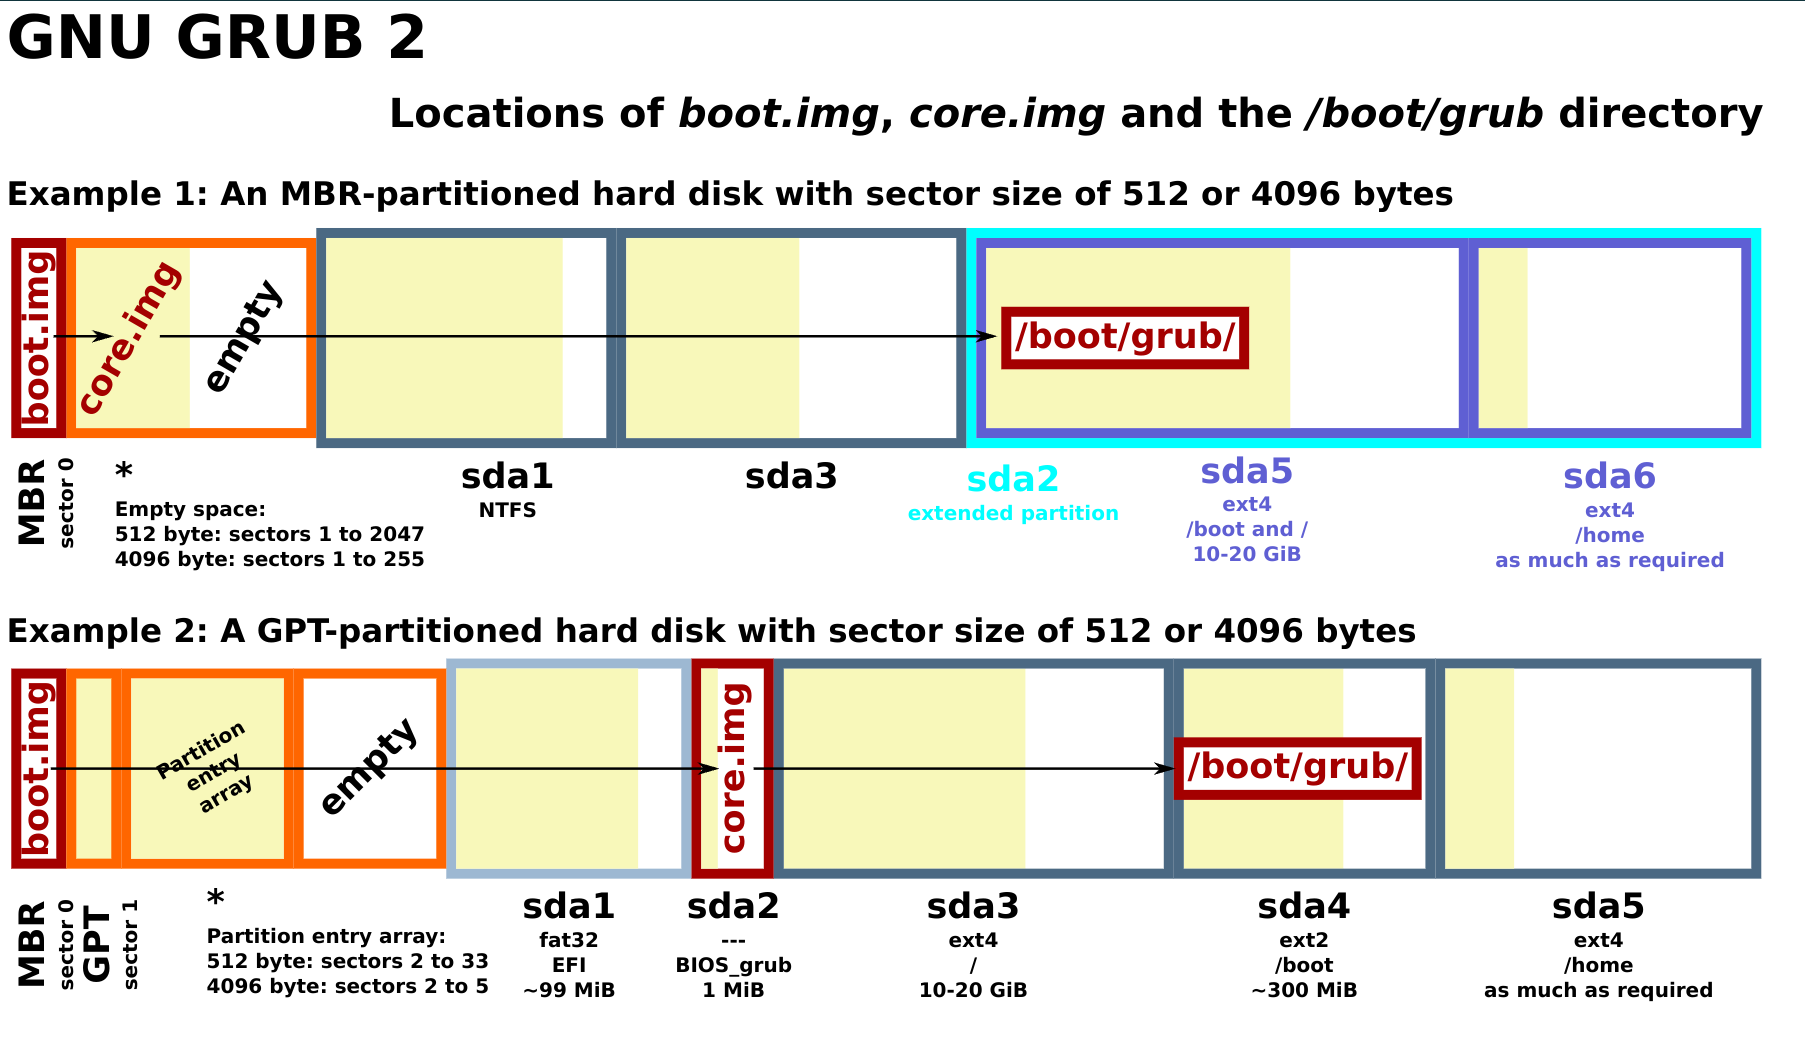 GNU GRUB 2
Locations of boot.img, core.img and the /boot/grub directory
Example 1: An MBR-partitioned hard disk with sector size of 512 or 4096 bytes
boot.img
core.img
empty
/boot/grub/
MBR
sector 0
*
Empty space:
512 byte: sectors 1 to 2047
4096 byte: sectors 1 to 255
sda1
NTFS
sda3
sda2
extended partition
sda5
ext4
/boot and /
10-20 GiB
sda6
ext4
/home
as much as required
Example 2: A GPT-partitioned hard disk with sector size of 512 or 4096 bytes
boot.img
Partition
entry
array
empty
core.img
/boot/grub/
MBR
sector 0
GPT
sector 1
*
Partition entry array:
512 byte: sectors 2 to 33
4096 byte: sectors 2 to 5
sda1
fat32
EFI
~99 MiB
sda2
---
BIOS_grub
1 MiB
sda3
ext4
/
10-20 GiB
sda4
ext2
/boot
~300 MiB
sda5
ext4
/home
as much as required